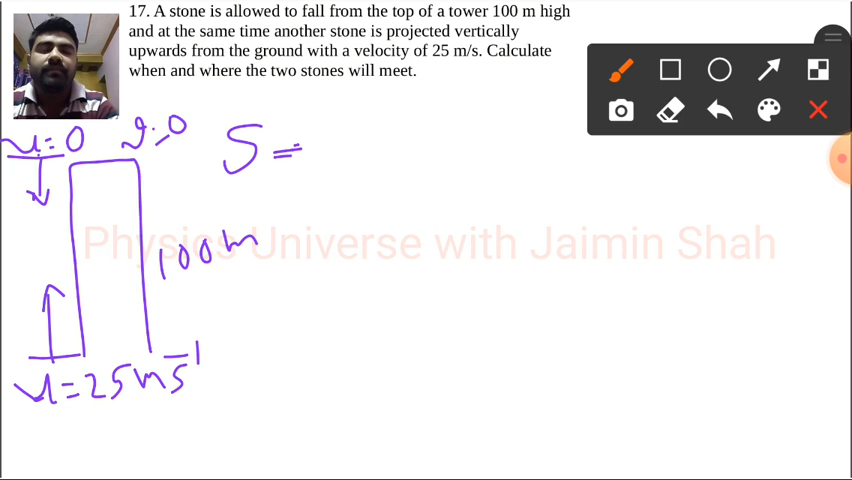 17. A stone is allowed to fall from the top of a tower 100 m high
and at the same time another stone is projected vertically
upwards from the ground with a velocity of 25 m/s. Calculate
when and where the two stones will meet.
u=0
S =
Physics Universe with Jaimin Shah
100m
u=25ms⁻¹